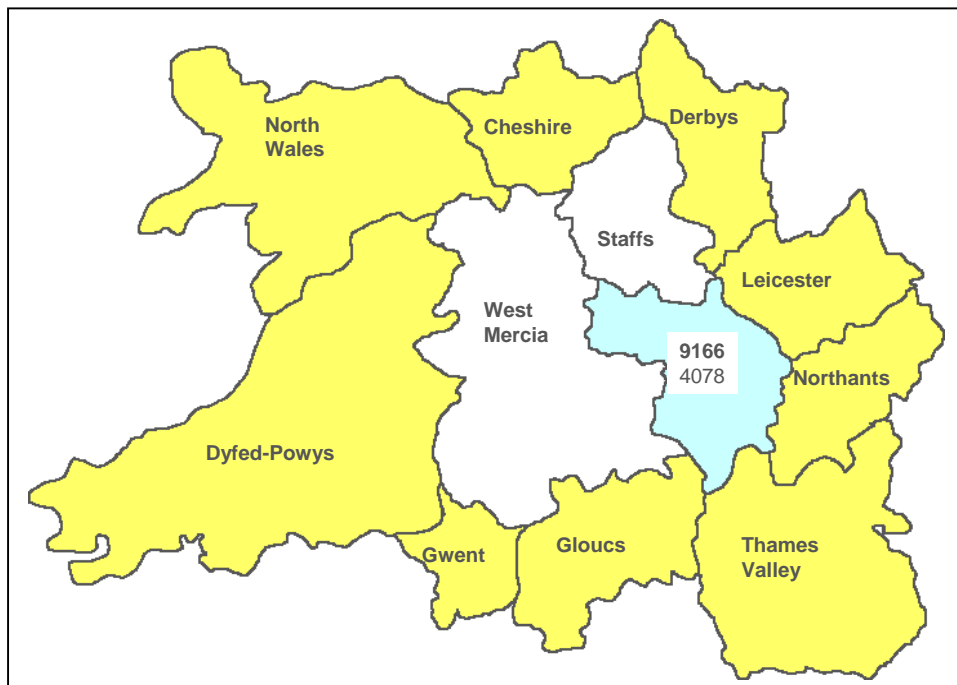 North
Wales
Cheshire
Derbys
Staffs
Leicester
West
Mercia
9166
4078
Northants
Dyfed-Powys
Gwent
Gloucs
Thames
Valley